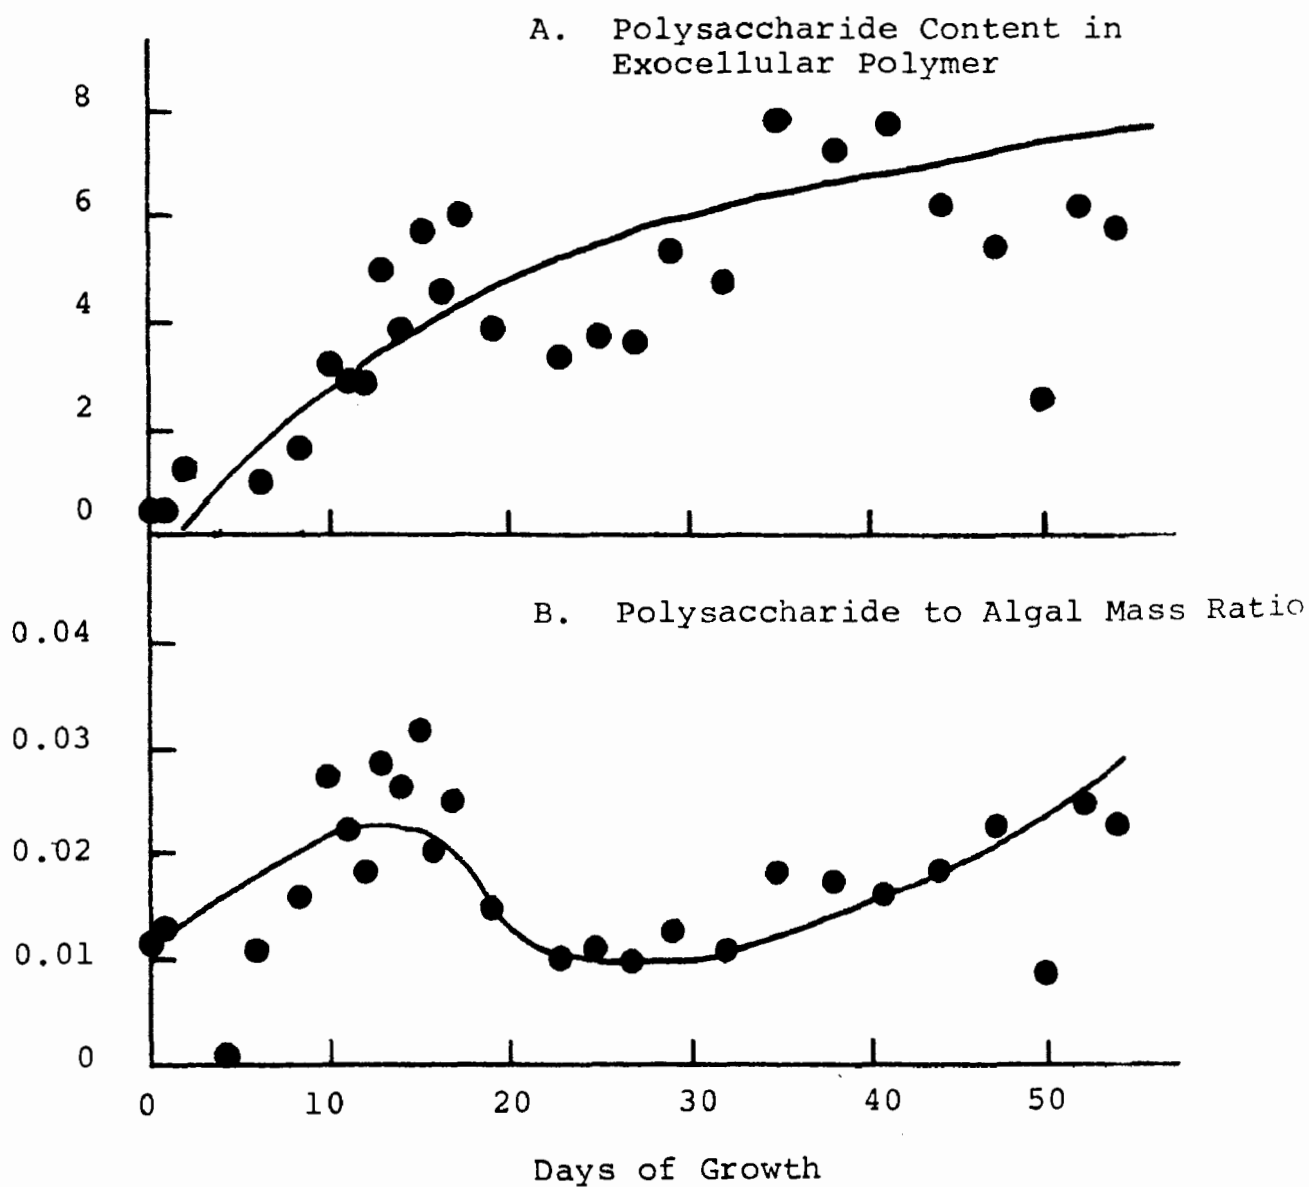 A. Polysaccharide Content in
Exocellular Polymer
8
6
4
2
0
B. Polysaccharide to Algal Mass Ratio
0.04
0.03
0.02
0.01
0
0 10 20 30 40 50
Days of Growth